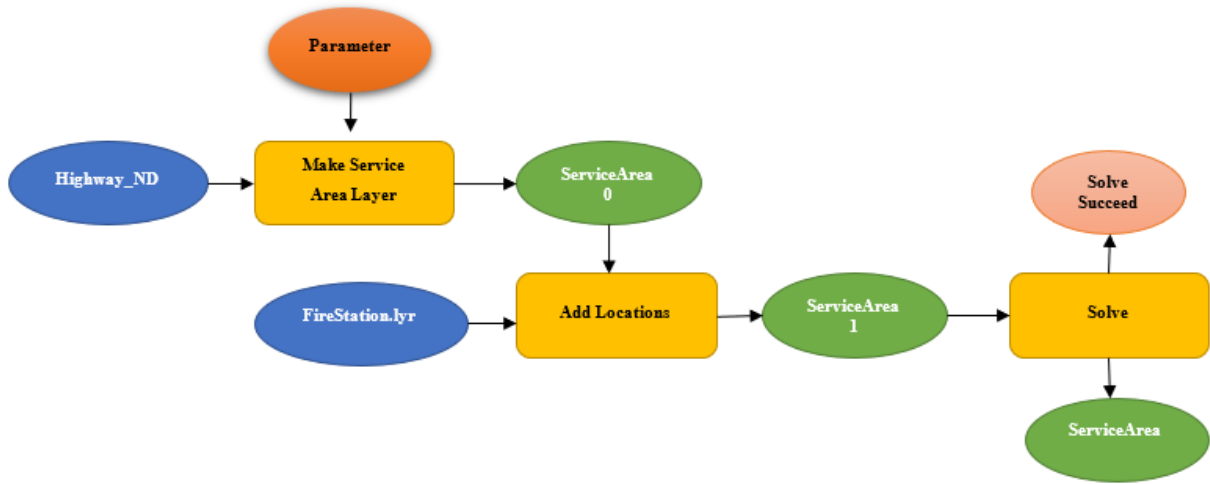 Parameter
Highway_ND
Make Service
Area Layer
ServiceArea
0
Solve
Succeed
FireStation.lyr
Add Locations
ServiceArea
1
Solve
ServiceArea